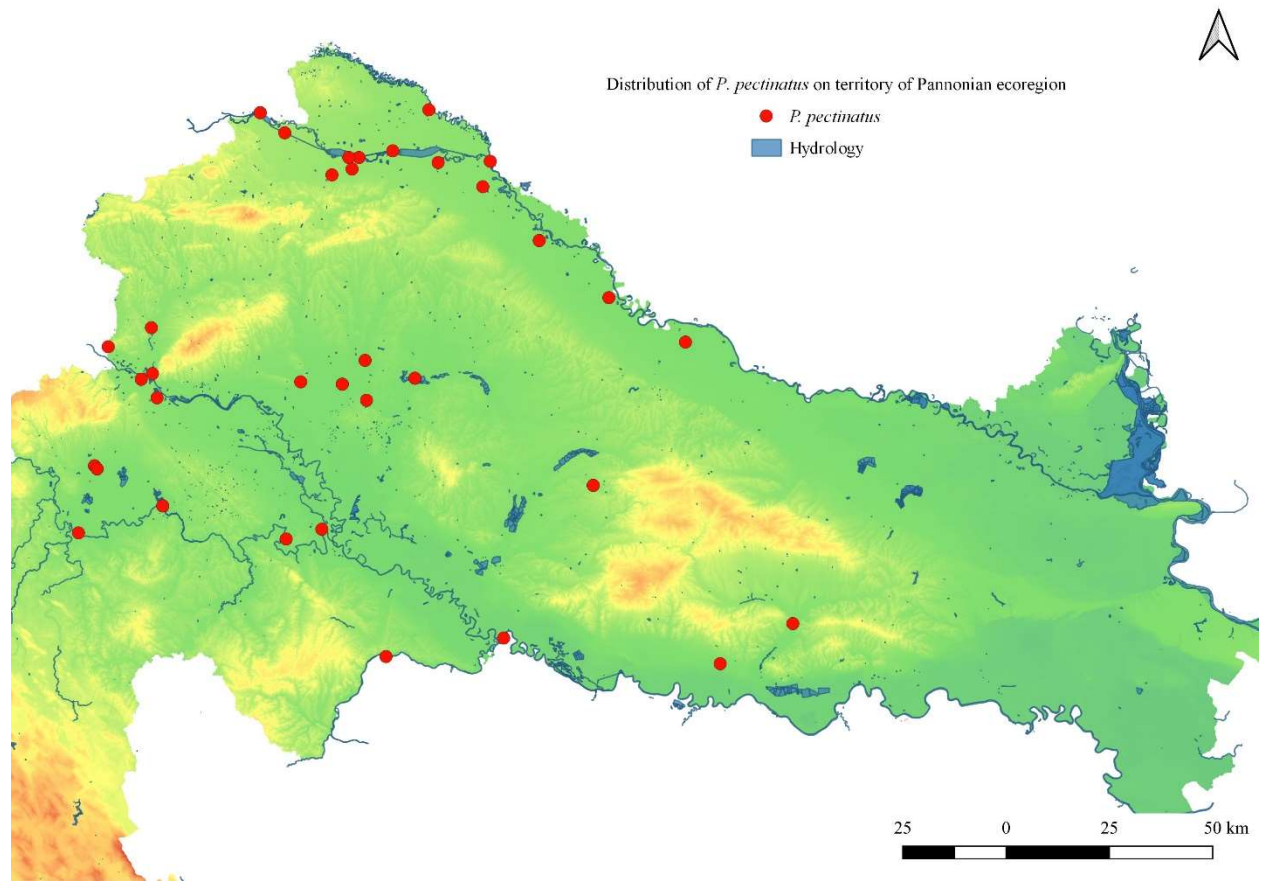 Distribution of P. pectinatus on territory of Pannonian ecoregion
P. pectinatus
Hydrology
25 0 25 50 km